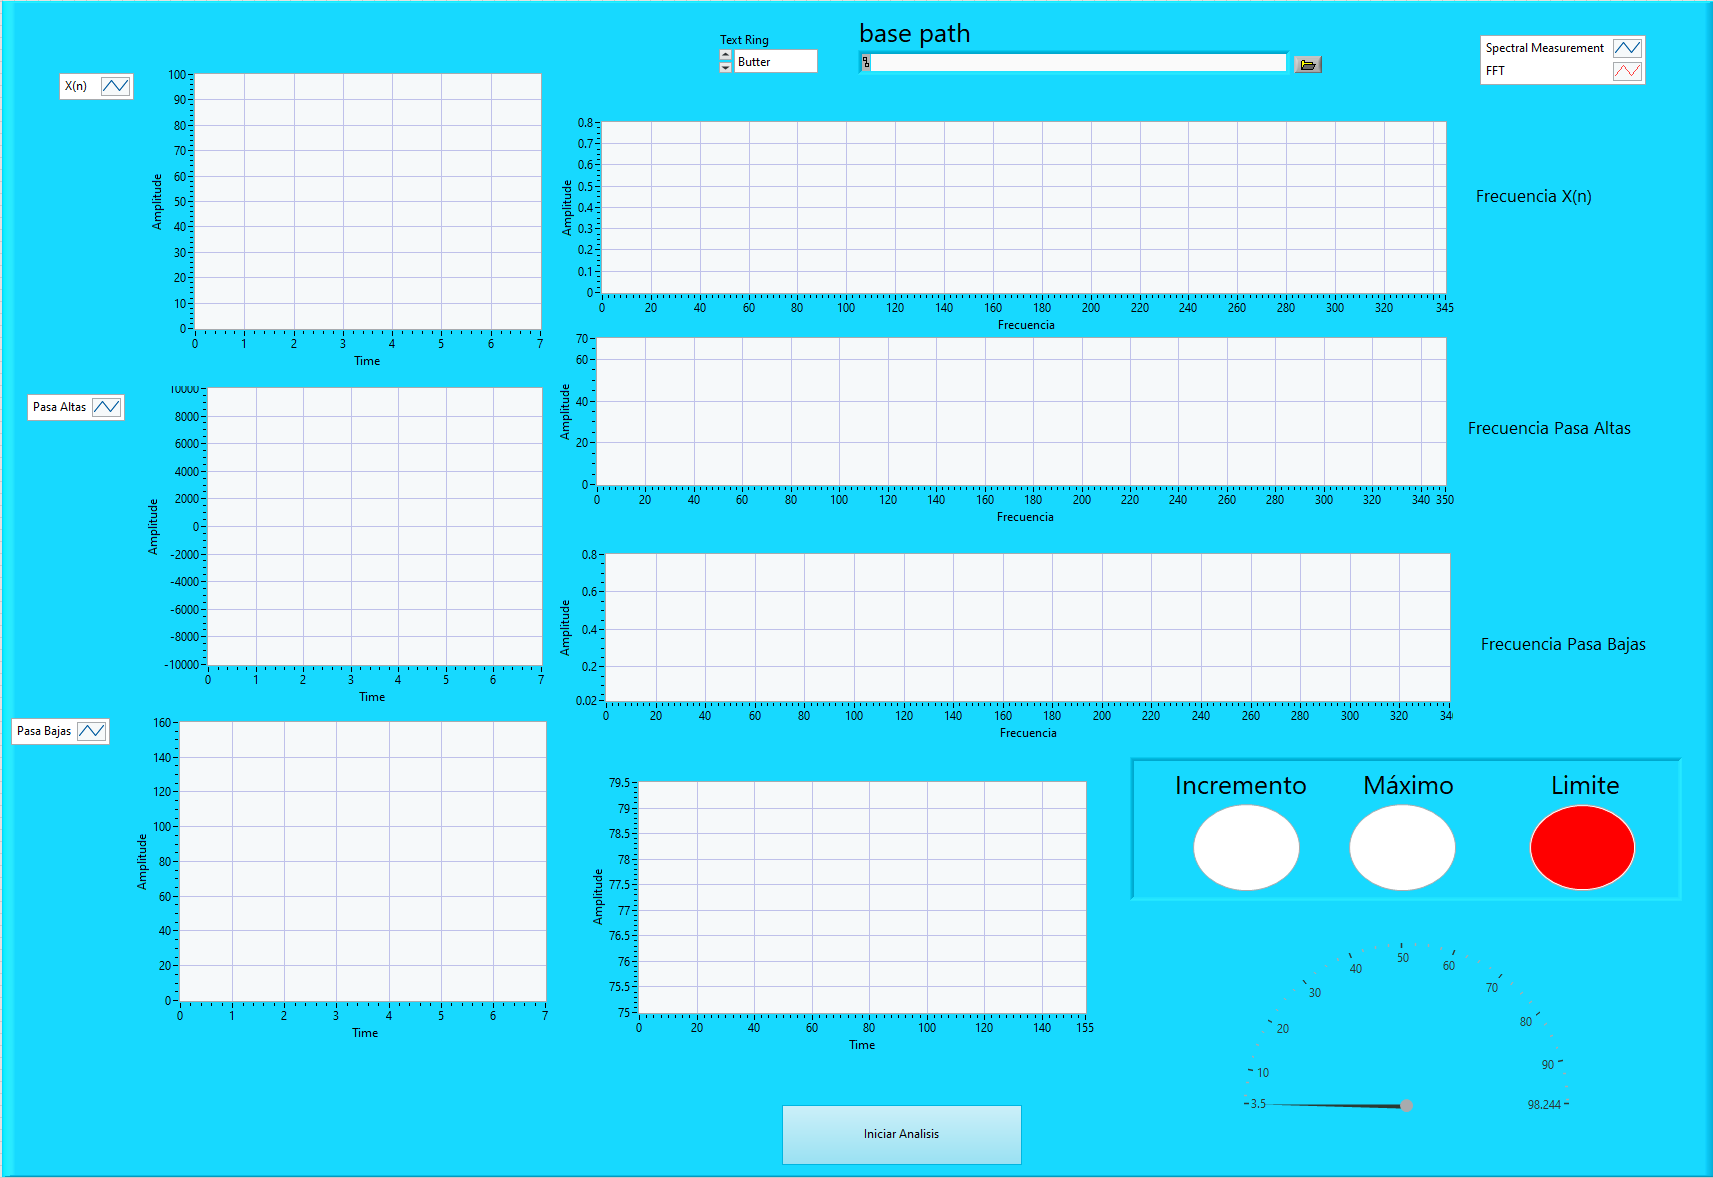 Text Ring
Butter
base path
Spectral Measurement
FFT
X(n)
100
90
80
70
60
50
40
30
20
10
0
Amplitude
0 1 2 3 4 5 6 7
Time
0.8
0.7
0.6
0.5
0.4
0.3
0.2
0.1
0
Amplitude
0 20 40 60 80 100 120 140 160 180 200 220 240 260 280 300 320 345
Frecuencia
Frecuencia X(n)
Pasa Altas
10000
8000
6000
4000
2000
0
-2000
-4000
-6000
-8000
-10000
Amplitude
0 1 2 3 4 5 6 7
Time
70
60
40
20
0
Amplitude
0 20 40 60 80 100 120 140 160 180 200 220 240 260 280 300 320 340 350
Frecuencia
Frecuencia Pasa Altas
0.8
0.6
0.4
0.2
0.02
Amplitude
0 20 40 60 80 100 120 140 160 180 200 220 240 260 280 300 320
Frecuencia
Frecuencia Pasa Bajas
Pasa Bajas
160
140
120
100
80
60
40
20
0
Amplitude
0 1 2 3 4 5 6 7
Time
79.5
79
78.5
78
77.5
77
76.5
76
75.5
75
Amplitude
0 20 40 60 80 100 120 140 155
Time
Incremento Máximo Limite
3.5
10
20
30
40
50
60
70
80
90
98.244
Iniciar Analisis